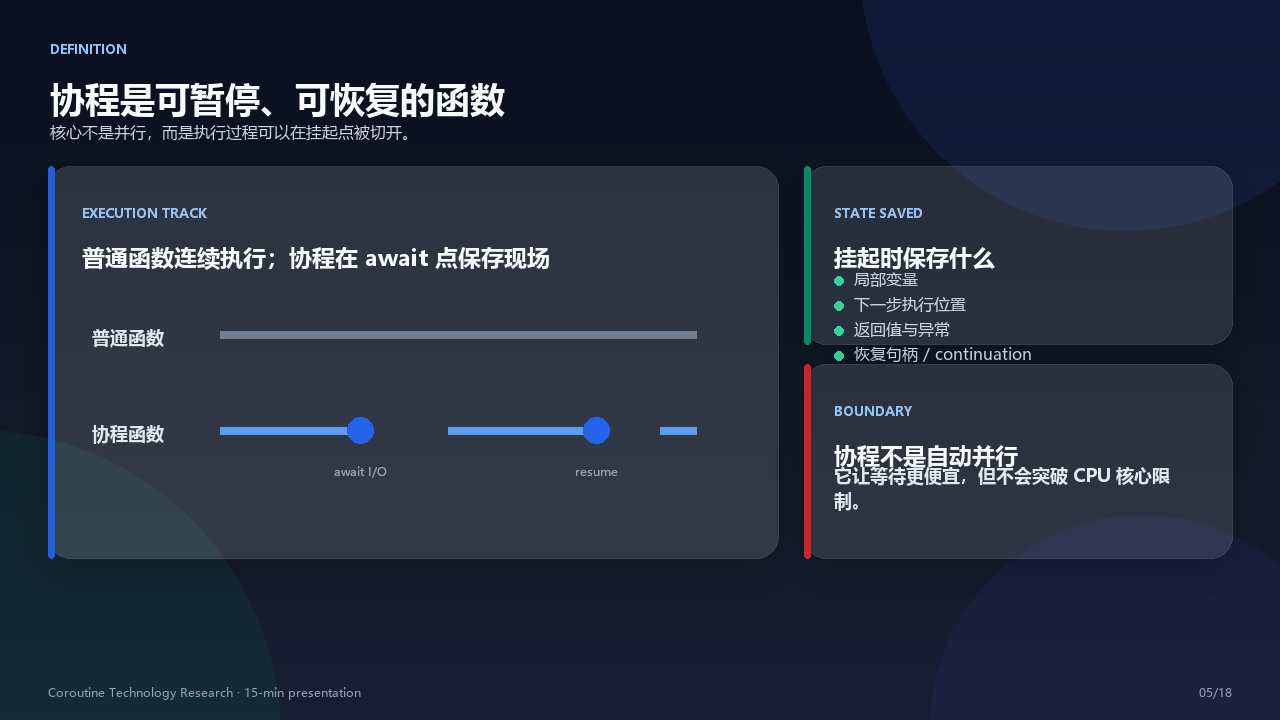 DEFINITION
协程是可暂停、可恢复的函数
核心不是并行，而是执行过程可以在挂起点被切开。
EXECUTION TRACK
普通函数连续执行；协程在 await 点保存现场
普通函数
协程函数
await I/O
resume
STATE SAVED
挂起时保存什么
局部变量
下一步执行位置
返回值与异常
恢复句柄 / continuation
BOUNDARY
协程不是自动并行
它让等待更便宜，但不会突破 CPU 核心限
制。
Coroutine Technology Research · 15-min presentation
05/18